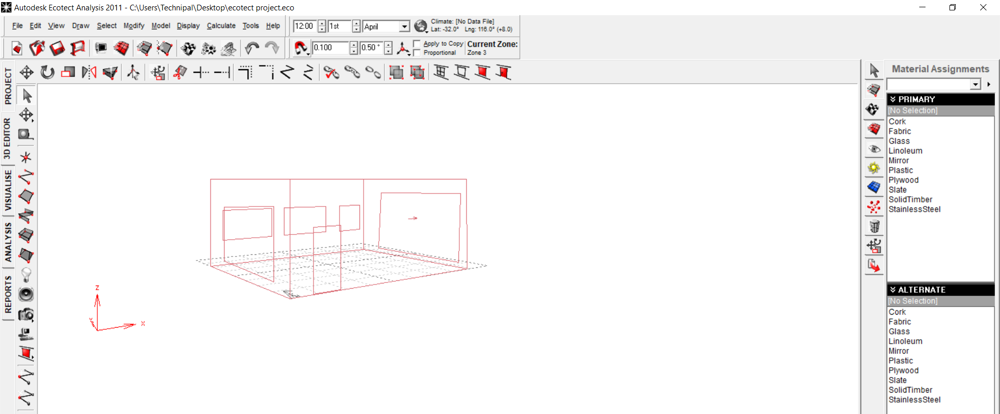 Autodesk Ecotect Analysis 2011 - C:\Users\Technipal\Desktop\ecotect project.eco
File Edit View Draw Select Modify Model Display Calculate Tools Help
12:00 1st April
Climate: [No Data File]
Lat: -32.0° Lng: 116.0° (+8.0)
0.100 0.50 °
Apply to Copy
Proportional
Current Zone:
Zone 3
PROJECT
3D EDITOR
VISUALISE
ANALYSIS
REPORTS
Z
Y
X
Material Assignments
PRIMARY
[No Selection]
Cork
Fabric
Glass
Linoleum
Mirror
Plastic
Plywood
Slate
SolidTimber
StainlessSteel
ALTERNATE
[No Selection]
Cork
Fabric
Glass
Linoleum
Mirror
Plastic
Plywood
Slate
SolidTimber
StainlessSteel